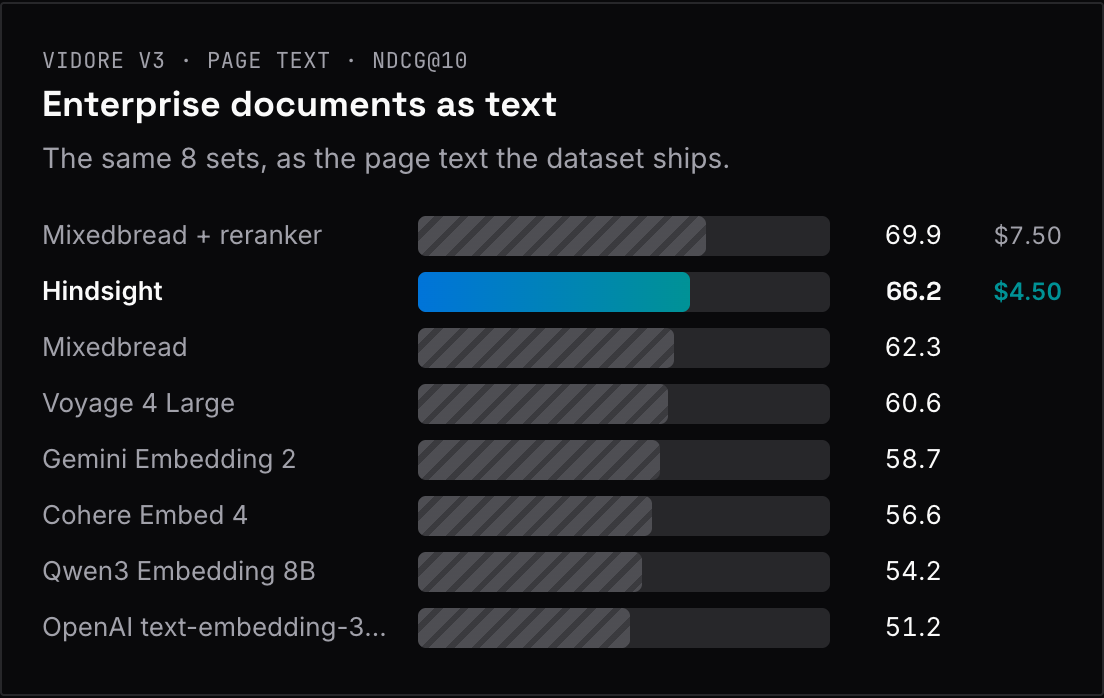 VIDORE V3 · PAGE TEXT · NDCG@10
Enterprise documents as text
The same 8 sets, as the page text the dataset ships.
Mixedbread + reranker 69.9 $7.50
Hindsight 66.2 $4.50
Mixedbread 62.3
Voyage 4 Large 60.6
Gemini Embedding 2 58.7
Cohere Embed 4 56.6
Qwen3 Embedding 8B 54.2
OpenAI text-embedding-3... 51.2